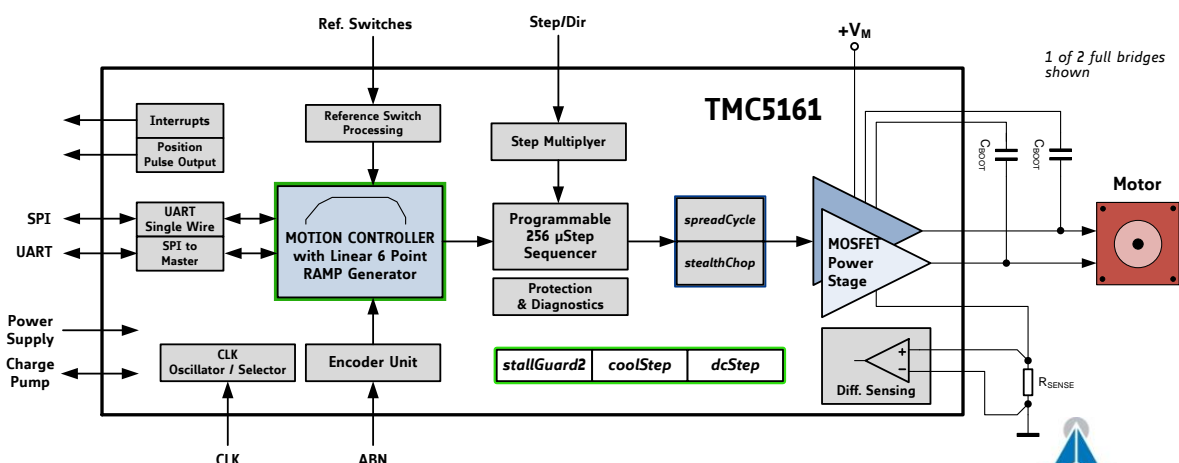 Ref. Switches
Step/Dir
+VM
1 of 2 full bridges
shown
TMC5161
Interrupts
Position
Pulse Output
Reference Switch
Processing
Step Multiplyer
CBOOT
CBOOT
Motor
SPI
UART
UART
Single Wire
SPI to
Master
MOTION CONTROLLER
with Linear 6 Point
RAMP Generator
Programmable
256 µStep
Sequencer
spreadCycle
stealthChop
MOSFET
Power
Stage
Protection
& Diagnostics
Power
Supply
Charge
Pump
CLK
Oscillator / Selector
Encoder Unit
stallGuard2
coolStep
dcStep
+
−
Diff. Sensing
RSENSE
CLK
ABN